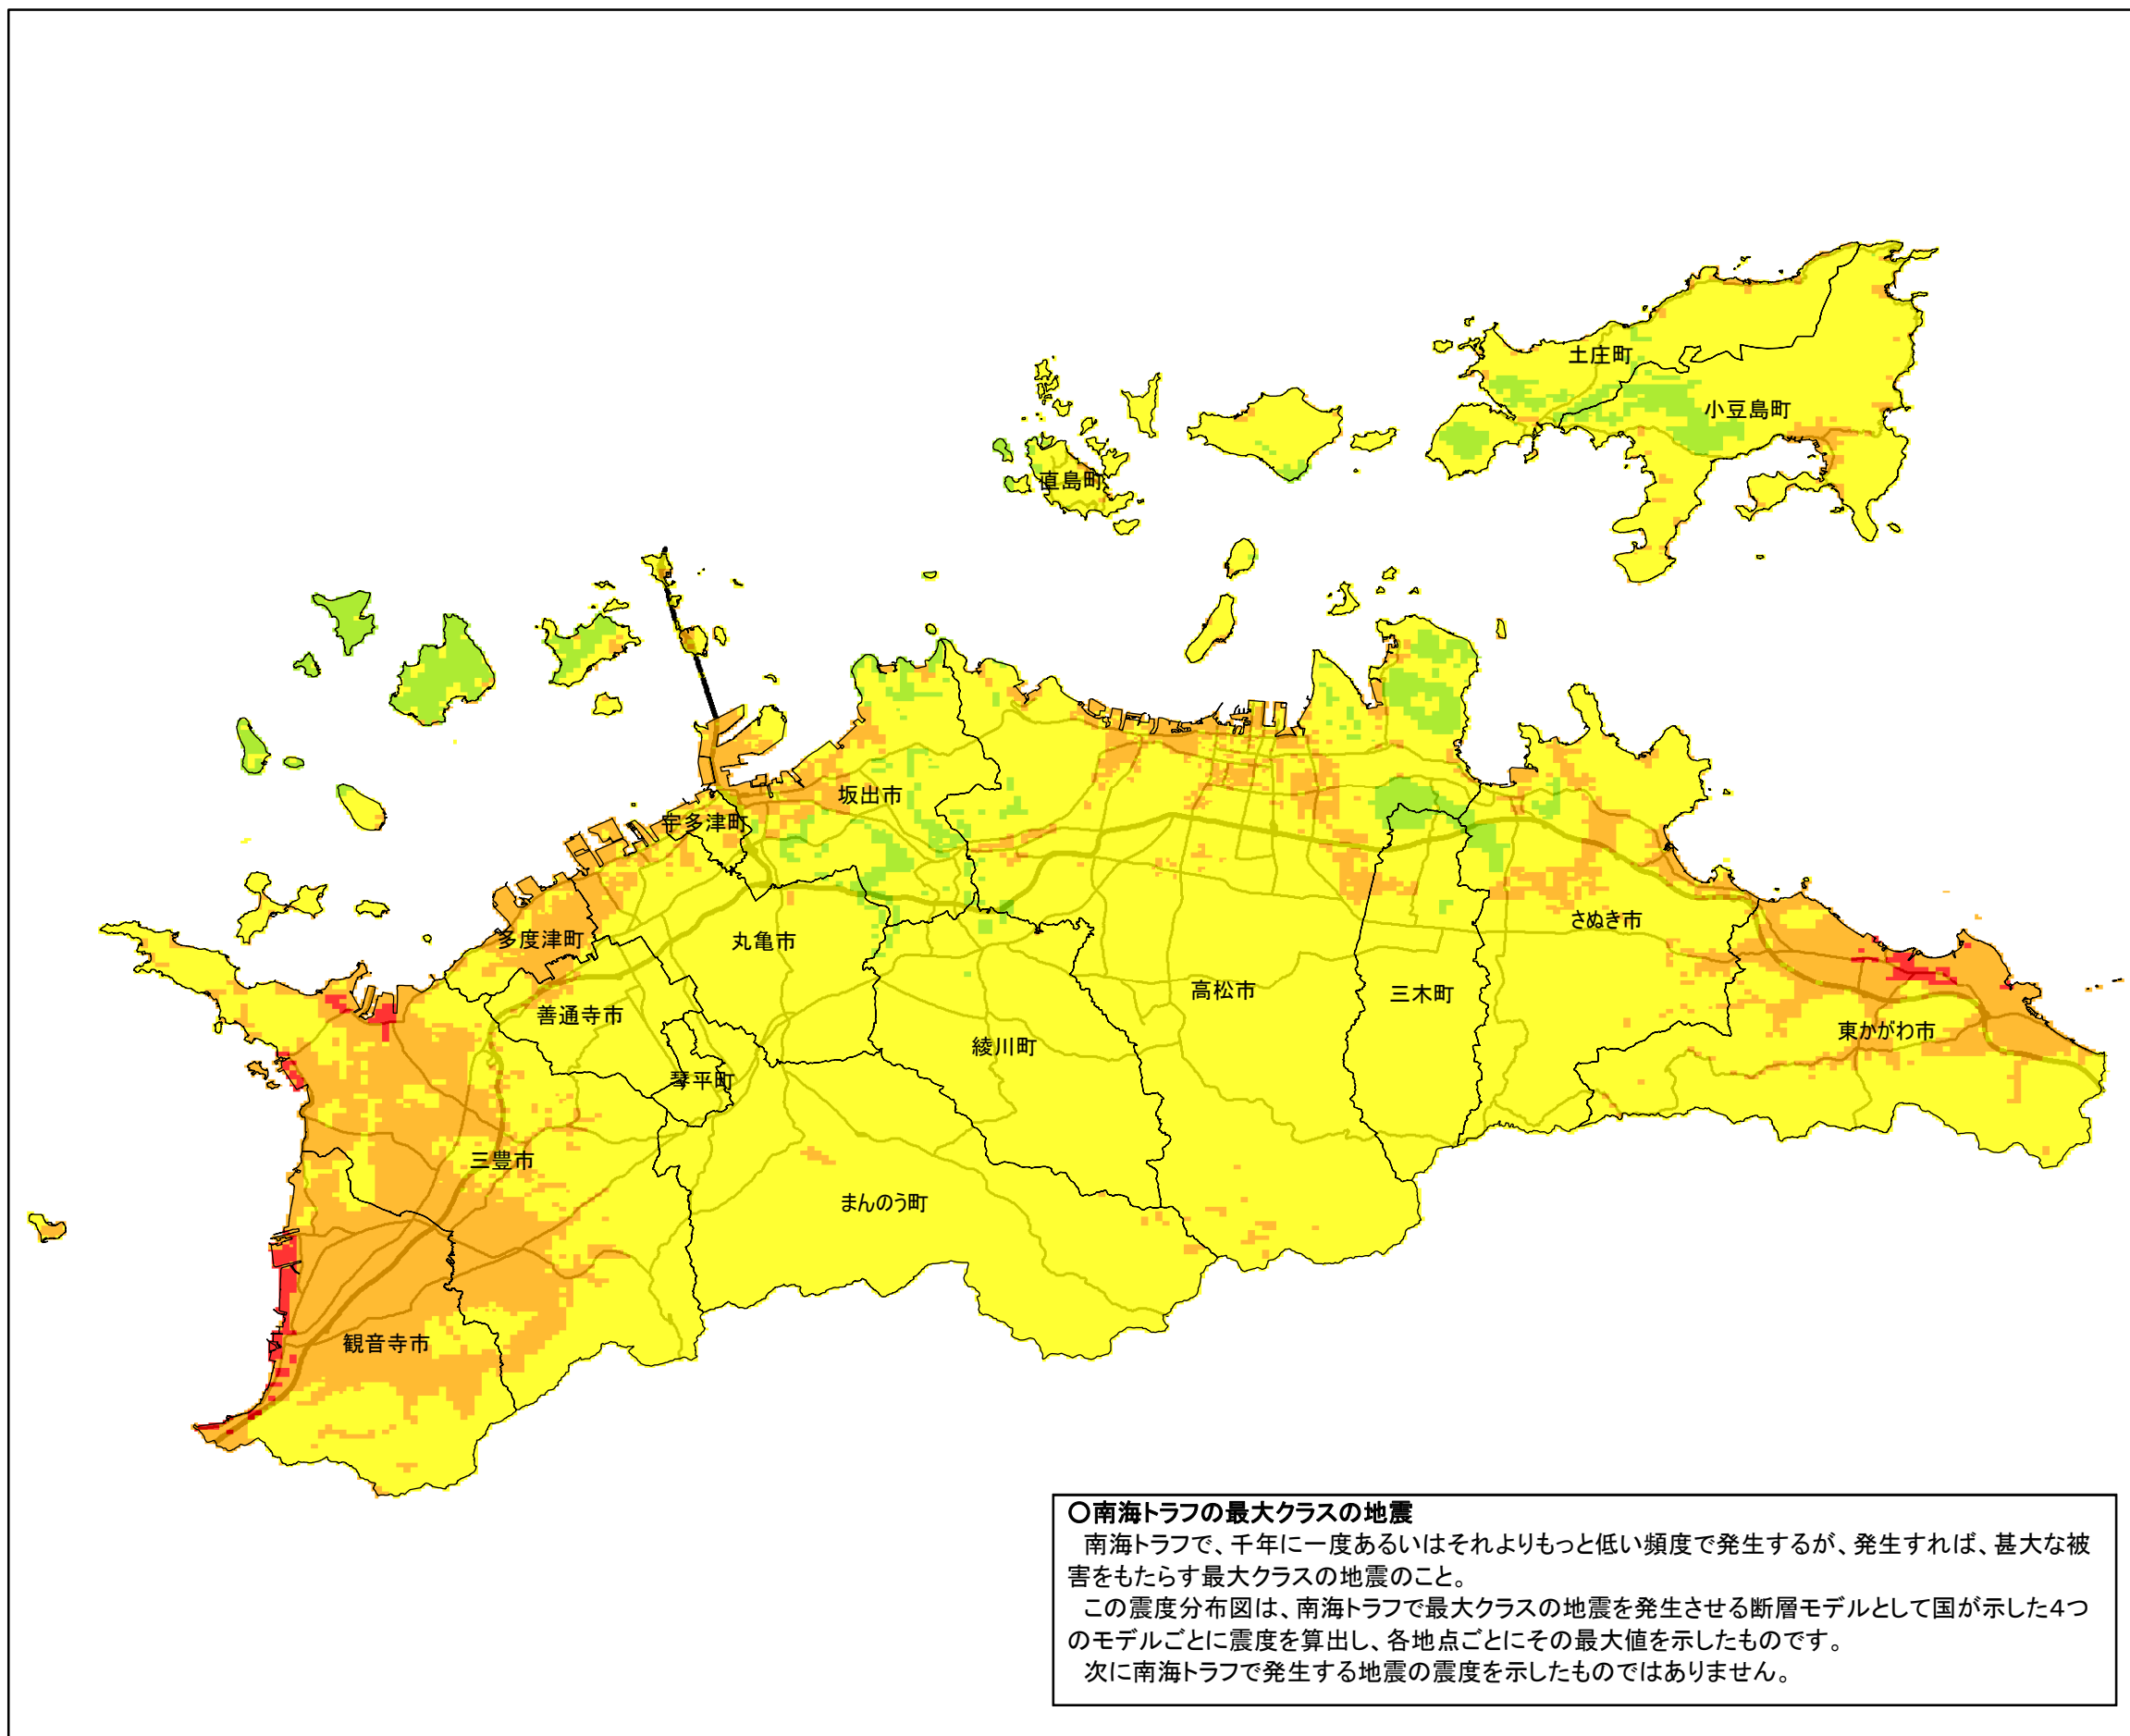 土庄町
小豆島町
直島町
坂出市
宇多津町
多度津町
丸亀市
さぬき市
善通寺市
高松市
三木町
綾川町
東かがわ市
琴平町
三豊市
まんのう町
観音寺市
○南海トラフの最大クラスの地震
南海トラフで、千年に一度あるいはそれよりもっと低い頻度で発生するが、発生すれば、甚大な被
害をもたらす最大クラスの地震のこと。
この震度分布図は、南海トラフで最大クラスの地震を発生させる断層モデルとして国が示した4つ
のモデルごとに震度を算出し、各地点ごとにその最大値を示したものです。
次に南海トラフで発生する地震の震度を示したものではありません。